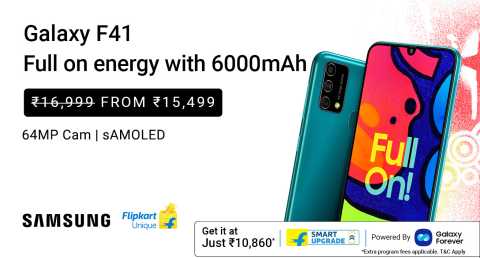 Galaxy F41
Full on energy with 6000mAh
₹16,999 FROM ₹15,499
64MP Cam | sAMOLED
Full
On!
SAMSUNG
Flipkart
Unique
Get it at
Just ₹10,860*
SMART
UPGRADE
Powered By
Galaxy
Forever
*Extra program fees applicable. T&C Apply